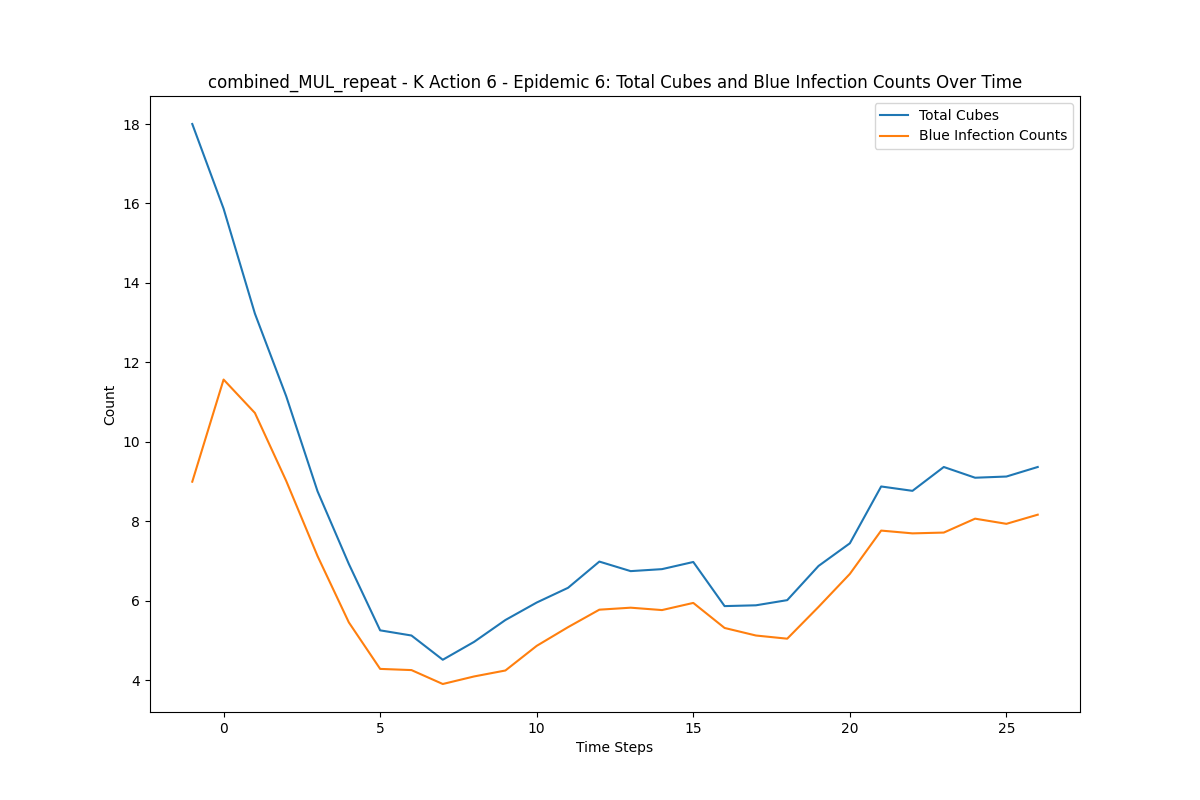 combined_MUL_repeat - K Action 6 - Epidemic 6: Total Cubes and Blue Infection Counts Over Time
Total Cubes
Blue Infection Counts
18
16
14
12
10
8
6
4
Count
0 5 10 15 20 25
Time Steps